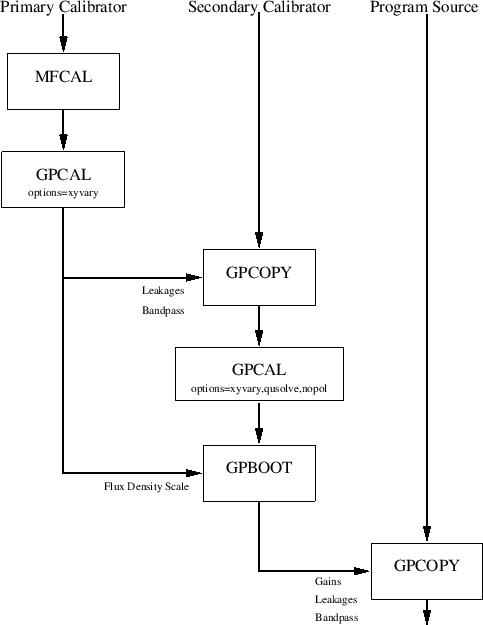 Primary Calibrator
Secondary Calibrator
Program Source
MFCAL
GPCAL
options=xyvary
GPCOPY
Leakages
Bandpass
GPCAL
options=xyvary,qusolve,nopol
GPBOOT
Flux Density Scale
GPCOPY
Gains
Leakages
Bandpass